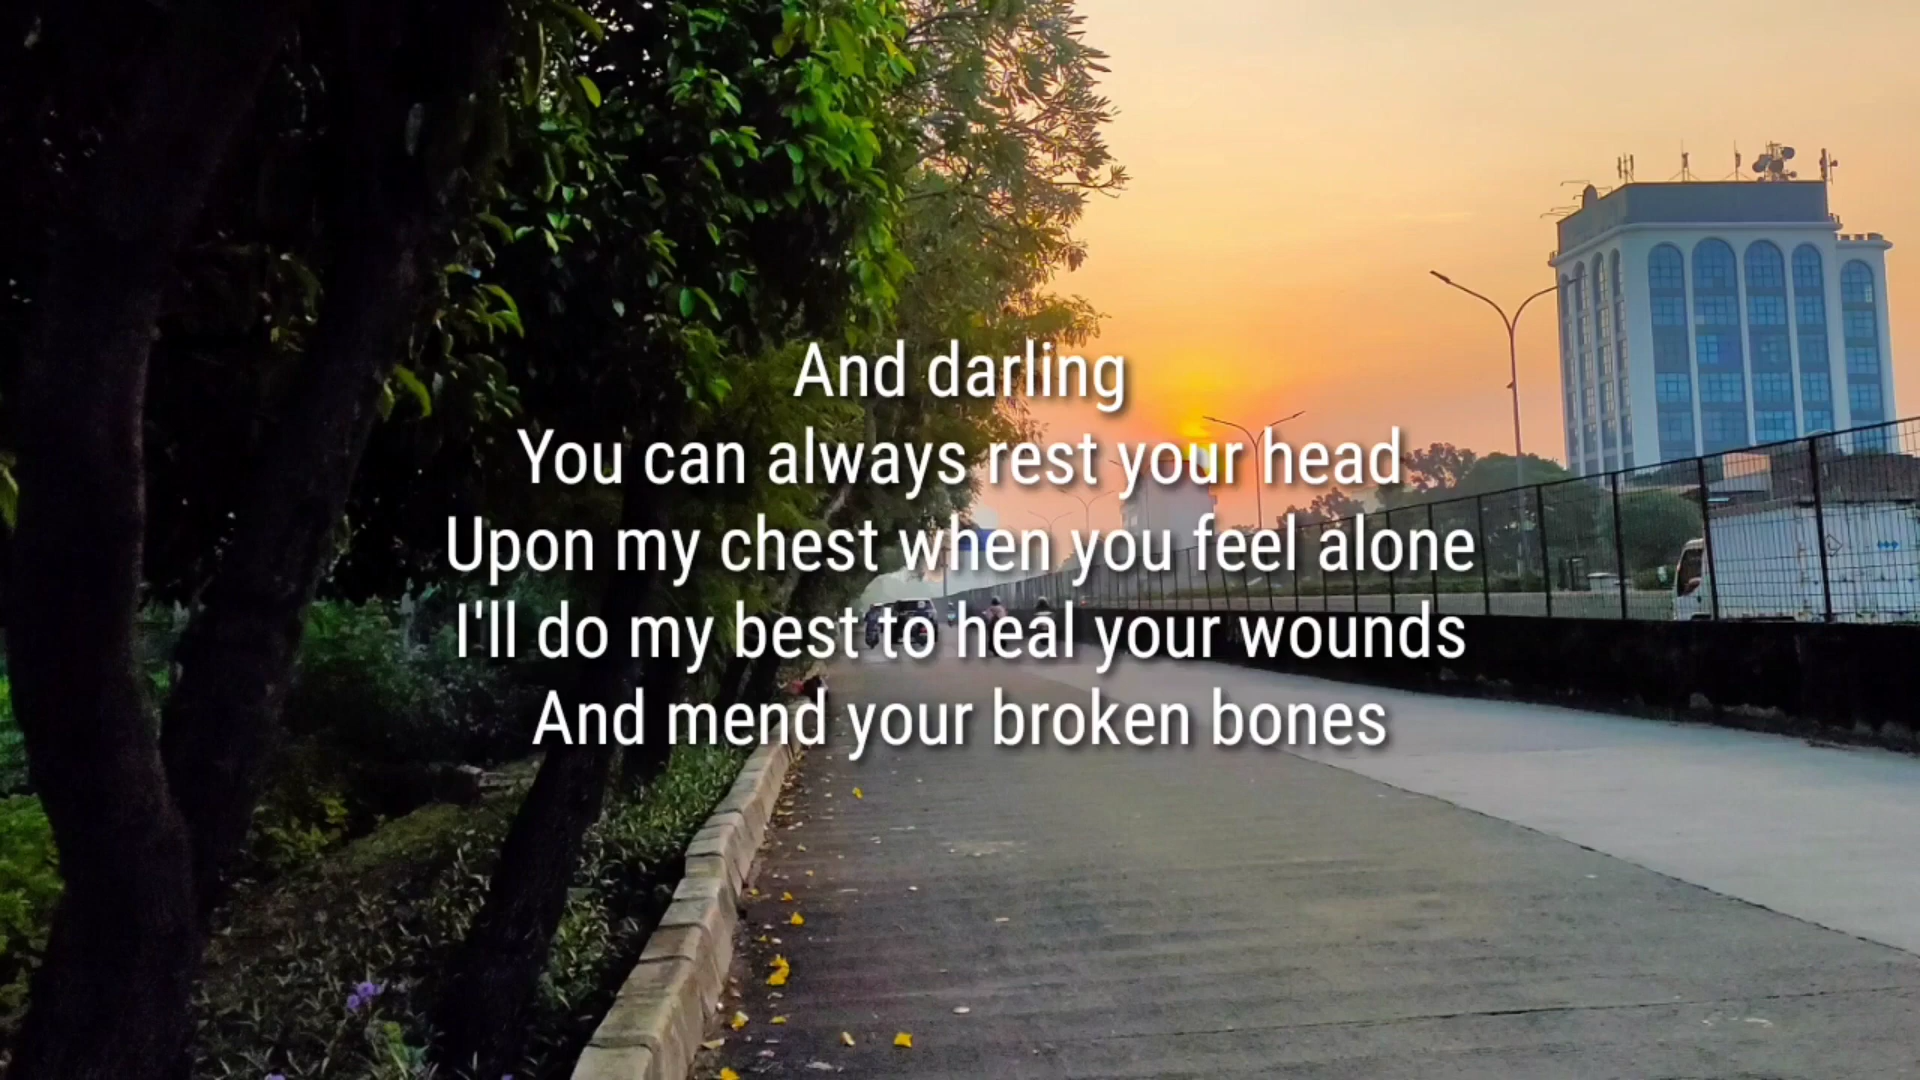 And darling
You can always rest your head
Upon my chest when you feel alone
I'll do my best to heal your wounds
And mend your broken bones